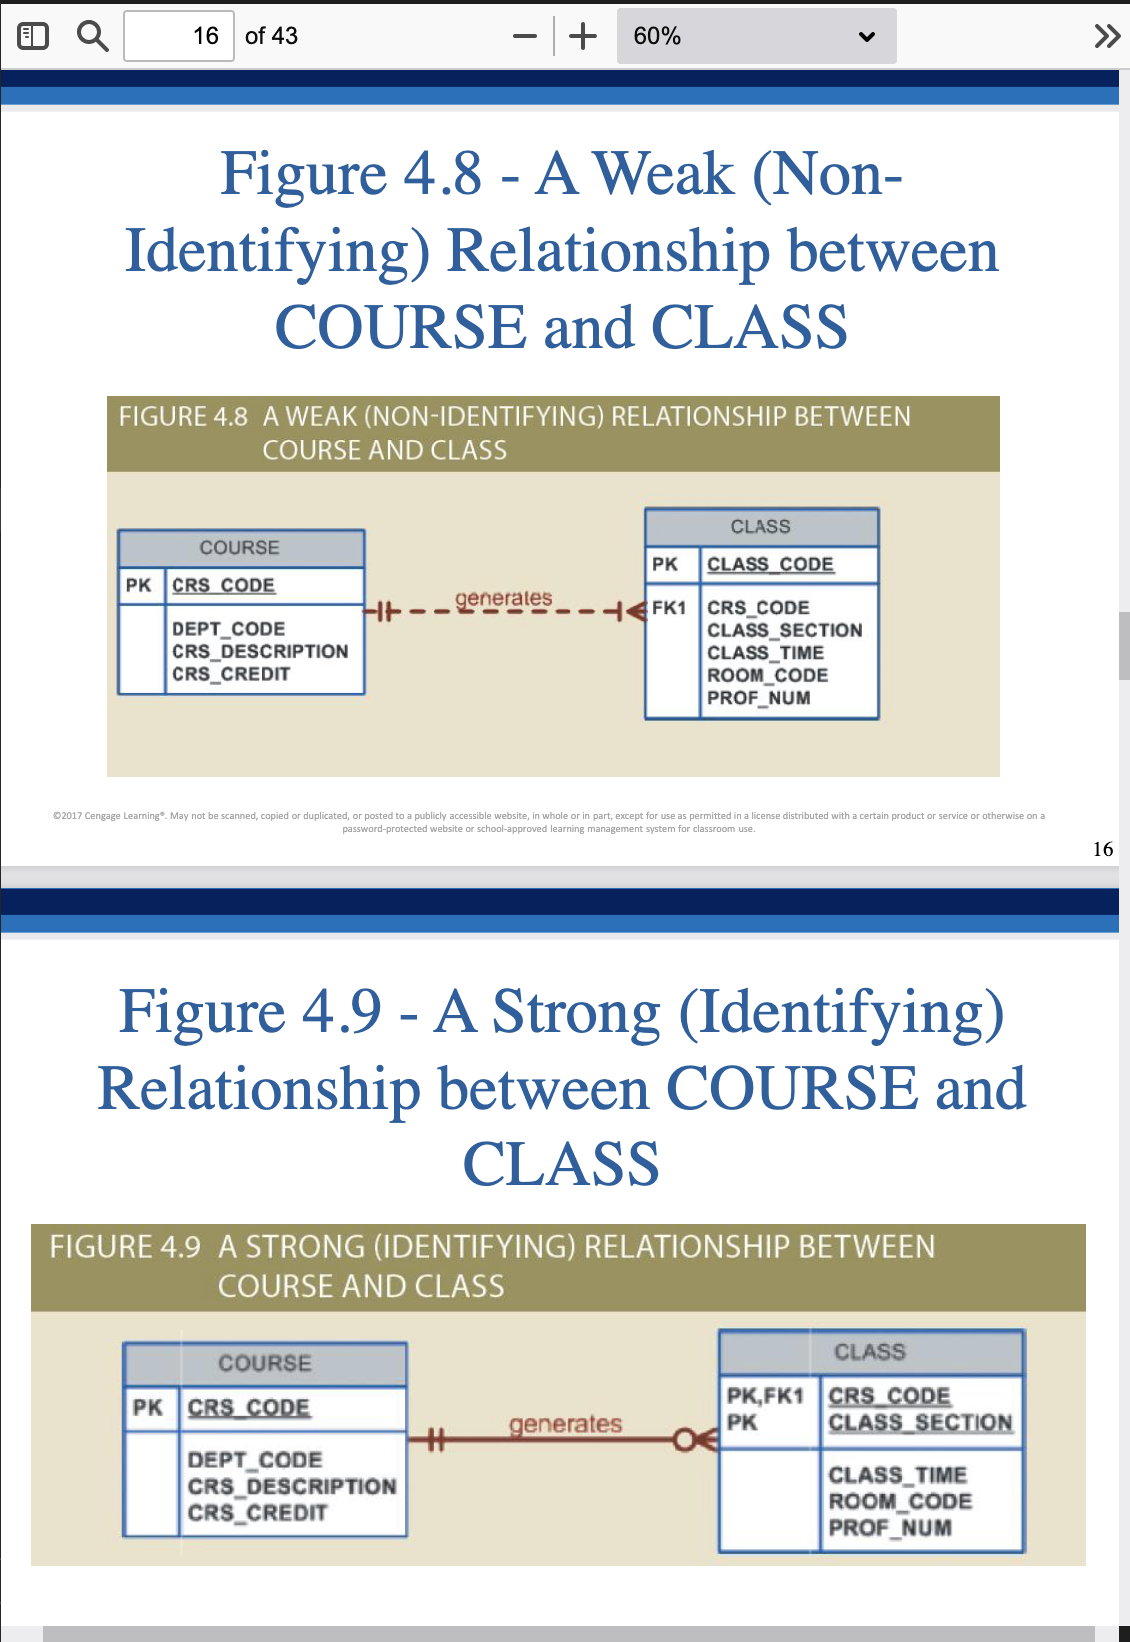 16 of 43 60%
Figure 4.8 - A Weak (Non-
Identifying) Relationship between
COURSE and CLASS
FIGURE 4.8 A WEAK (NON-IDENTIFYING) RELATIONSHIP BETWEEN
COURSE AND CLASS
COURSE
PK CRS_CODE
DEPT_CODE
CRS_DESCRIPTION
CRS_CREDIT
generates
CLASS
PK CLASS_CODE
FK1 CRS_CODE
CLASS_SECTION
CLASS_TIME
ROOM_CODE
PROF_NUM
©2017 Cengage Learning®. May not be scanned, copied or duplicated, or posted to a publicly accessible website, in whole or in part, except for use as permitted in a license distributed with a certain product or service or otherwise on a
password-protected website or school-approved learning management system for classroom use.
16
Figure 4.9 - A Strong (Identifying)
Relationship between COURSE and
CLASS
FIGURE 4.9 A STRONG (IDENTIFYING) RELATIONSHIP BETWEEN
COURSE AND CLASS
COURSE
PK CRS_CODE
DEPT_CODE
CRS_DESCRIPTION
CRS_CREDIT
generates
CLASS
PK,FK1 CRS_CODE
PK CLASS_SECTION
CLASS_TIME
ROOM_CODE
PROF_NUM